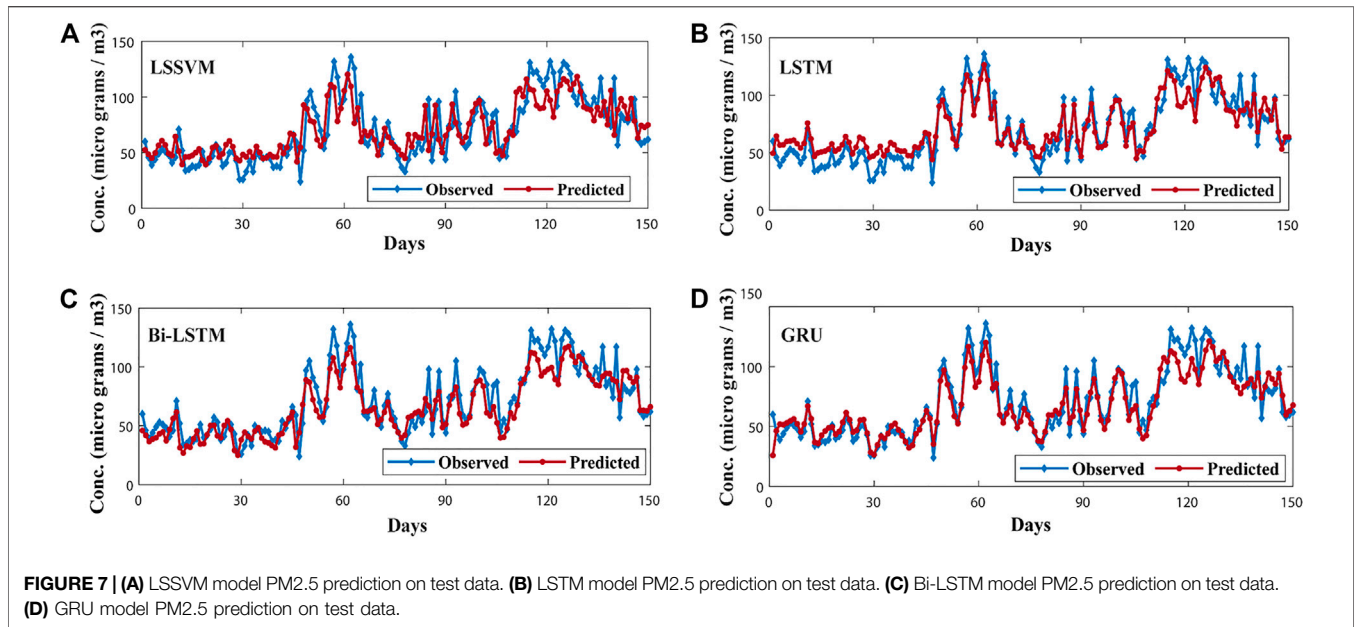 A
LSSVM
Conc. (micro grams / m3)
150
100
50
0
0 30 60 90 120 150
Observed Predicted
Days
B
LSTM
Conc. (micro grams / m3)
150
100
50
0
0 30 60 90 120 150
Observed Predicted
Days
C
Bi-LSTM
Conc. (micro grams / m3)
150
100
50
0
0 30 60 90 120 150
Observed Predicted
Days
D
GRU
Conc. (micro grams / m3)
150
100
50
0
0 30 60 90 120 150
Observed Predicted
Days
FIGURE 7 | (A) LSSVM model PM2.5 prediction on test data. (B) LSTM model PM2.5 prediction on test data. (C) Bi-LSTM model PM2.5 prediction on test data.
(D) GRU model PM2.5 prediction on test data.